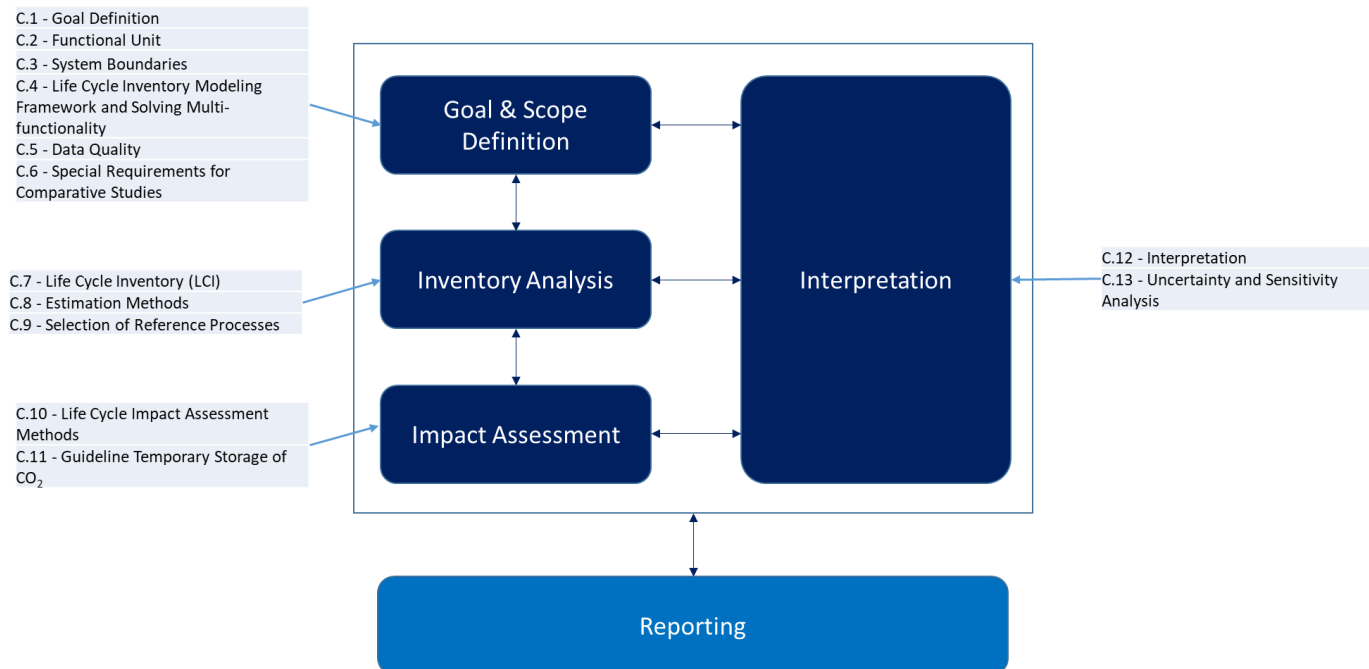 C.1 - Goal Definition
C.2 - Functional Unit
C.3 - System Boundaries
C.4 - Life Cycle Inventory Modeling
Framework and Solving Multi-
functionality
C.5 - Data Quality
C.6 - Special Requirements for
Comparative Studies
Goal & Scope
Definition
C.7 - Life Cycle Inventory (LCI)
C.8 - Estimation Methods
C.9 - Selection of Reference Processes
Inventory Analysis
Interpretation
C.12 - Interpretation
C.13 - Uncertainty and Sensitivity
Analysis
C.10 - Life Cycle Impact Assessment
Methods
C.11 - Guideline Temporary Storage of
CO₂
Impact Assessment
Reporting